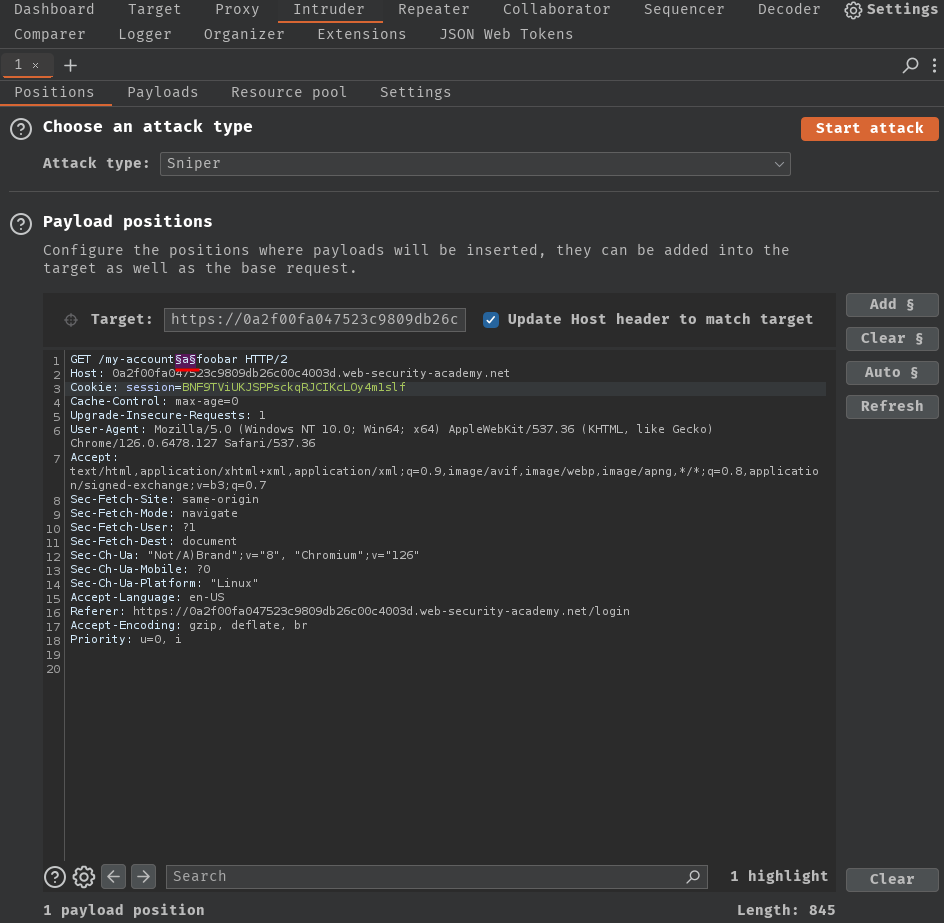 Dashboard Target Proxy Intruder Repeater Collaborator Sequencer Decoder Settings
Comparer Logger Organizer Extensions JSON Web Tokens
1 × +
Positions Payloads Resource pool Settings
? Choose an attack type Start attack
Attack type: Sniper
? Payload positions
Configure the positions where payloads will be inserted, they can be added into the
target as well as the base request.
Target: https://0a2f00fa047523c9809db26c Update Host header to match target
Add §
Clear §
Auto §
Refresh
1 GET /my-account§a§foobar HTTP/2
2 Host: 0a2f00fa047523c9809db26c00c4003d.web-security-academy.net
3 Cookie: session=BNF9TViUKJSPPsckqRJCIKcLOy4m1slf
4 Cache-Control: max-age=0
5 Upgrade-Insecure-Requests: 1
6 User-Agent: Mozilla/5.0 (Windows NT 10.0; Win64; x64) AppleWebKit/537.36 (KHTML, like Gecko)
Chrome/126.0.6478.127 Safari/537.36
7 Accept:
text/html,application/xhtml+xml,application/xml;q=0.9,image/avif,image/webp,image/apng,*/*;q=0.8,applicatio
n/signed-exchange;v=b3;q=0.7
8 Sec-Fetch-Site: same-origin
9 Sec-Fetch-Mode: navigate
10 Sec-Fetch-User: ?1
11 Sec-Fetch-Dest: document
12 Sec-Ch-Ua: "Not/A)Brand";v="8", "Chromium";v="126"
13 Sec-Ch-Ua-Mobile: ?0
14 Sec-Ch-Ua-Platform: "Linux"
15 Accept-Language: en-US
16 Referer: https://0a2f00fa047523c9809db26c00c4003d.web-security-academy.net/login
17 Accept-Encoding: gzip, deflate, br
18 Priority: u=0, i
19
20
? Search 1 highlight Clear
1 payload position Length: 845